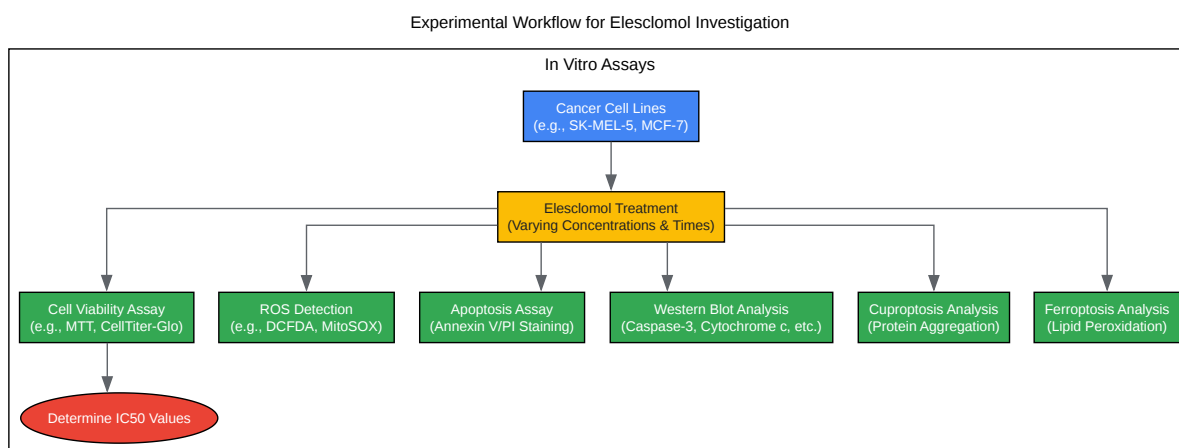 Experimental Workflow for Elesclomol Investigation
In Vitro Assays
Cancer Cell Lines
(e.g., SK-MEL-5, MCF-7)
Elesclomol Treatment
(Varying Concentrations & Times)
Cell Viability Assay
(e.g., MTT, CellTiter-Glo)
ROS Detection
(e.g., DCFDA, MitoSOX)
Apoptosis Assay
(Annexin V/PI Staining)
Western Blot Analysis
(Caspase-3, Cytochrome c, etc.)
Cuproptosis Analysis
(Protein Aggregation)
Ferroptosis Analysis
(Lipid Peroxidation)
Determine IC50 Values